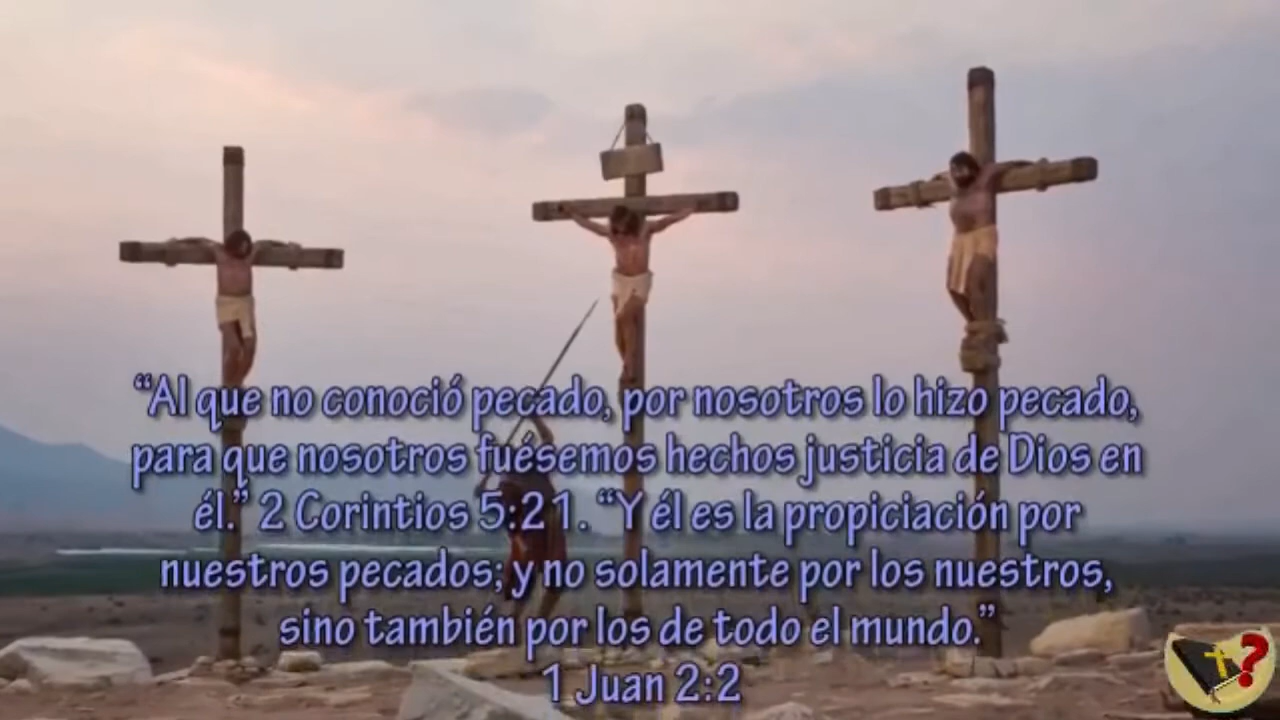 “Al que no conoció pecado, por nosotros lo hizo pecado,
para que nosotros fuésemos hechos justicia de Dios en
él.” 2 Corintios 5:21. “Y él es la propiciación por
nuestros pecados; y no solamente por los nuestros,
sino también por los de todo el mundo.”
1 Juan 2:2
?